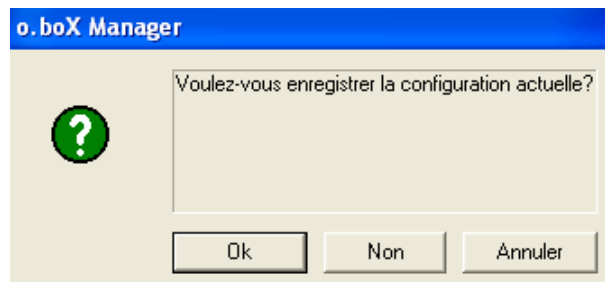 o.boX Manager
Voulez-vous enregistrer la configuration actuelle?
?
Ok Non Annuler